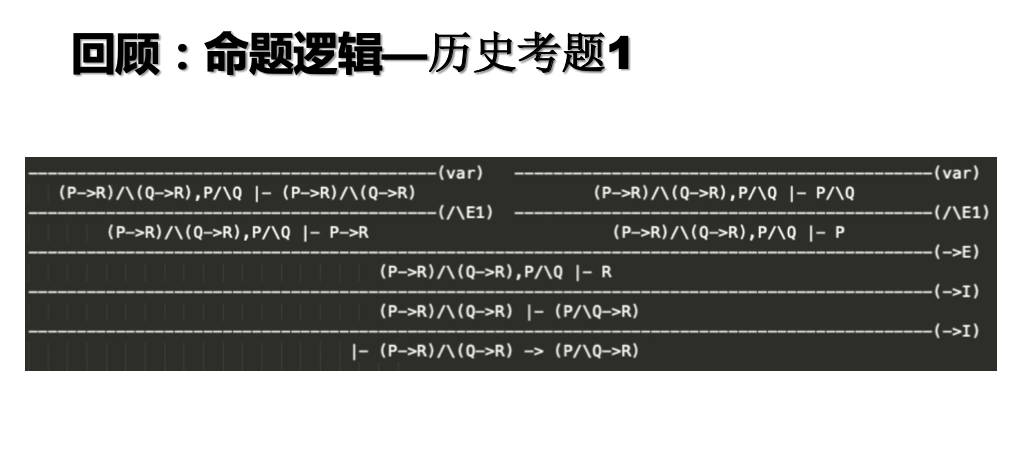 回顾：命题逻辑—历史考题1
-----------------------------------------(var)   ------------------------------------------(var)
(P->R)/\(Q->R),P/\Q |- (P->R)/\(Q->R)   (P->R)/\(Q->R),P/\Q |- P/\Q
-----------------------------------------(/\E1)  ------------------------------------------(/\E1)
(P->R)/\(Q->R),P/\Q |- P->R   (P->R)/\(Q->R),P/\Q |- P
--------------------------------------------------------------------------------------------(->E)
(P->R)/\(Q->R),P/\Q |- R
--------------------------------------------------------------------------------------------(->I)
(P->R)/\(Q->R) |- (P/\Q->R)
--------------------------------------------------------------------------------------------(->I)
|- (P->R)/\(Q->R) -> (P/\Q->R)